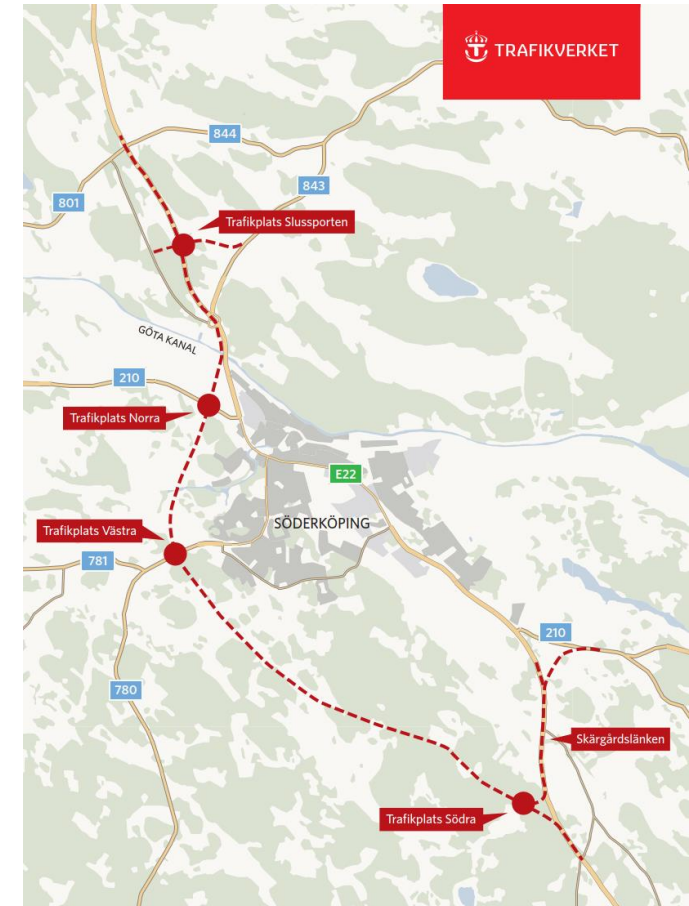 TRAFIKVERKET
844
843
801
Trafikplats Slussporten
GÖTA KANAL
210
Trafikplats Norra
E22
SÖDERKÖPING
Trafikplats Västra
781
210
780
Skärgårdslänken
Trafikplats Södra